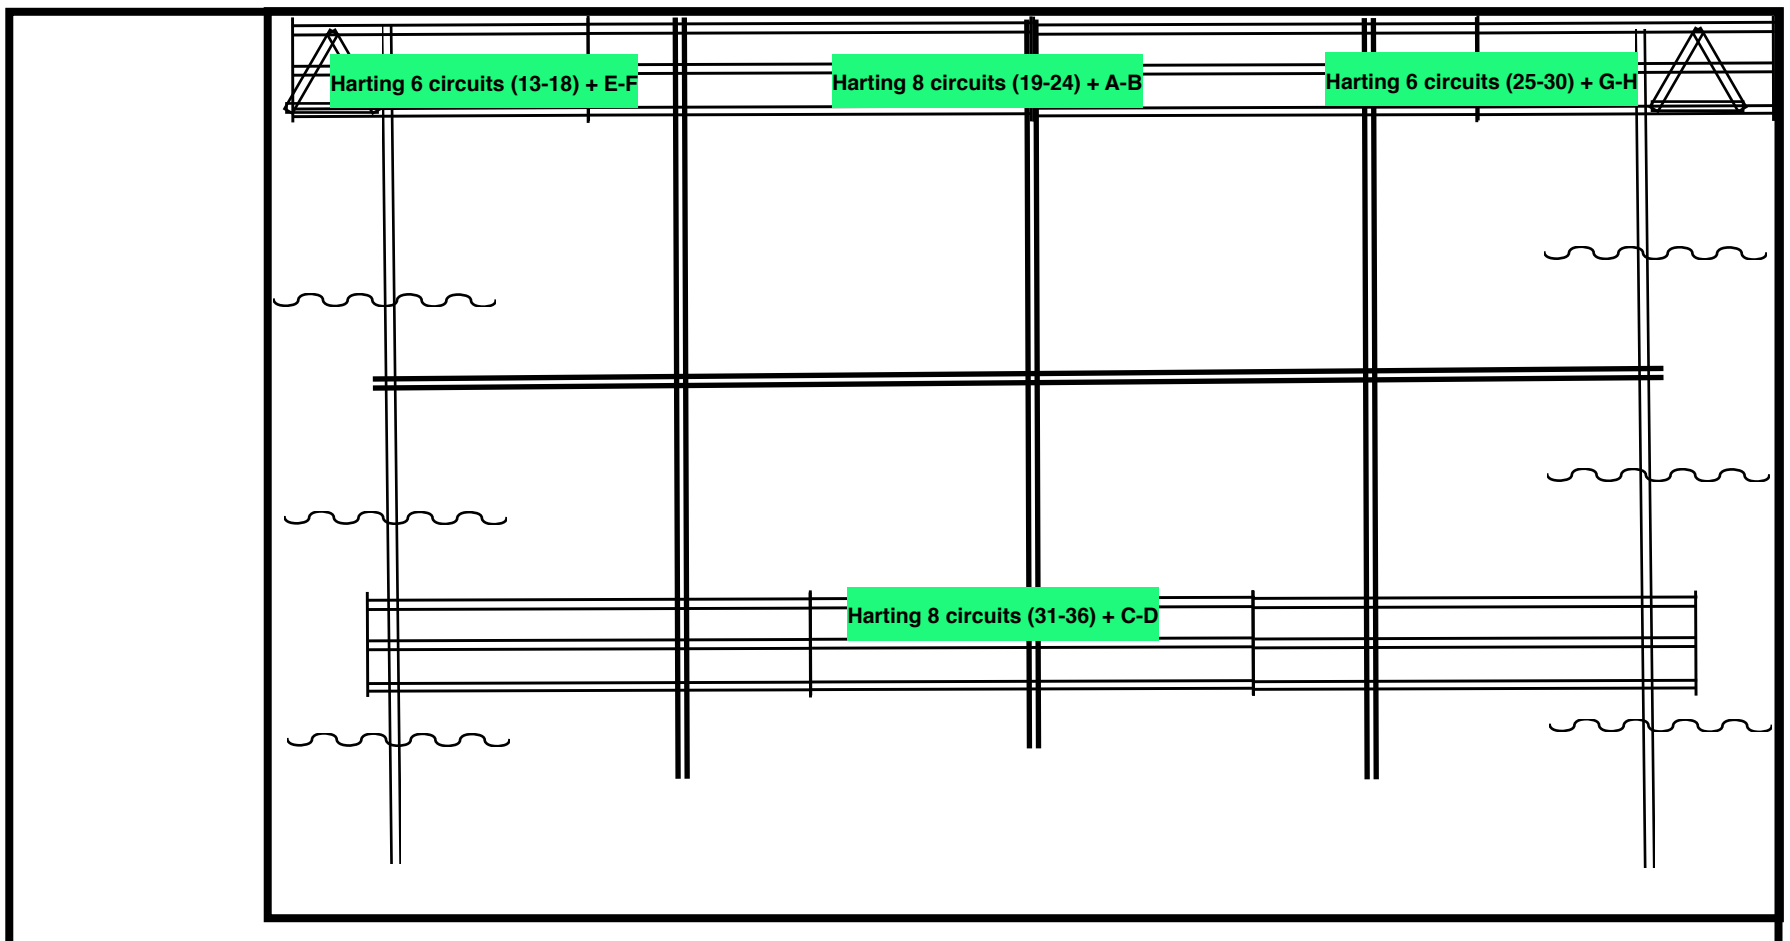 Harting 6 circuits (13-18) + E-F
Harting 8 circuits (19-24) + A-B
Harting 6 circuits (25-30) + G-H
Harting 8 circuits (31-36) + C-D